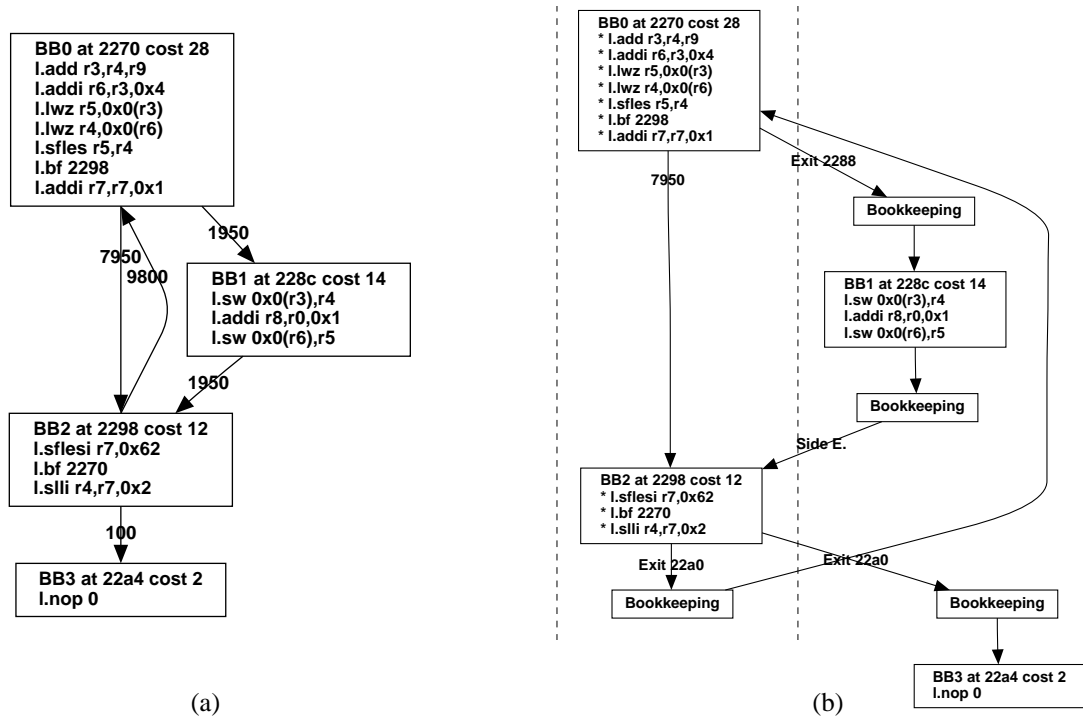 BB0 at 2270 cost 28
l.add r3,r4,r9
l.addi r6,r3,0x4
l.lwz r5,0x0(r3)
l.lwz r4,0x0(r6)
l.sfles r5,r4
l.bf 2298
l.addi r7,r7,0x1
1950
7950
9800
BB1 at 228c cost 14
l.sw 0x0(r3),r4
l.addi r8,r0,0x1
l.sw 0x0(r6),r5
1950
BB2 at 2298 cost 12
l.sflesi r7,0x62
l.bf 2270
l.slli r4,r7,0x2
100
BB3 at 22a4 cost 2
l.nop 0
(a)
BB0 at 2270 cost 28
* l.add r3,r4,r9
* l.addi r6,r3,0x4
* l.lwz r5,0x0(r3)
* l.lwz r4,0x0(r6)
* l.sfles r5,r4
* l.bf 2298
* l.addi r7,r7,0x1
Exit 2288
7950
Bookkeeping
BB1 at 228c cost 14
l.sw 0x0(r3),r4
l.addi r8,r0,0x1
l.sw 0x0(r6),r5
Bookkeeping
Side E.
BB2 at 2298 cost 12
* l.sflesi r7,0x62
* l.bf 2270
* l.slli r4,r7,0x2
Exit 22a0
Exit 22a0
Bookkeeping
Bookkeeping
BB3 at 22a4 cost 2
l.nop 0
(b)